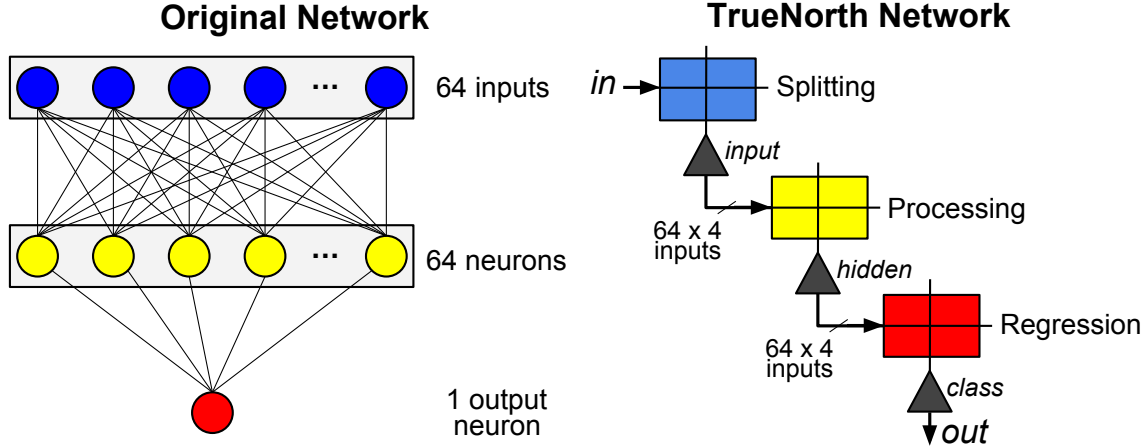 Original Network
64 inputs
...
64 neurons
...
1 output
neuron
TrueNorth Network
in
Splitting
input
64 x 4
inputs
Processing
hidden
64 x 4
inputs
Regression
class
out